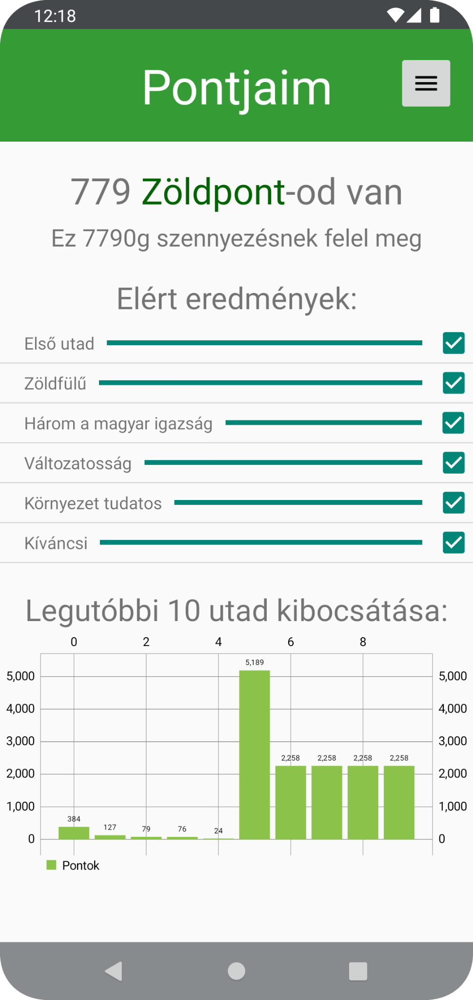 12:18
Pontjaim
779 Zöldpont-od van
Ez 7790g szennyezésnek felel meg
Elért eredmények:
Első utad
Zöldfülű
Három a magyar igazság
Változatosság
Környezet tudatos
Kíváncsi
Legutóbbi 10 utad kibocsátása:
0 2 4 6 8
5,189
5,000 5,000
4,000 4,000
3,000 3,000
2,258 2,258 2,258 2,258
2,000 2,000
1,000 1,000
384 127 79 76 24
0 0
Pontok